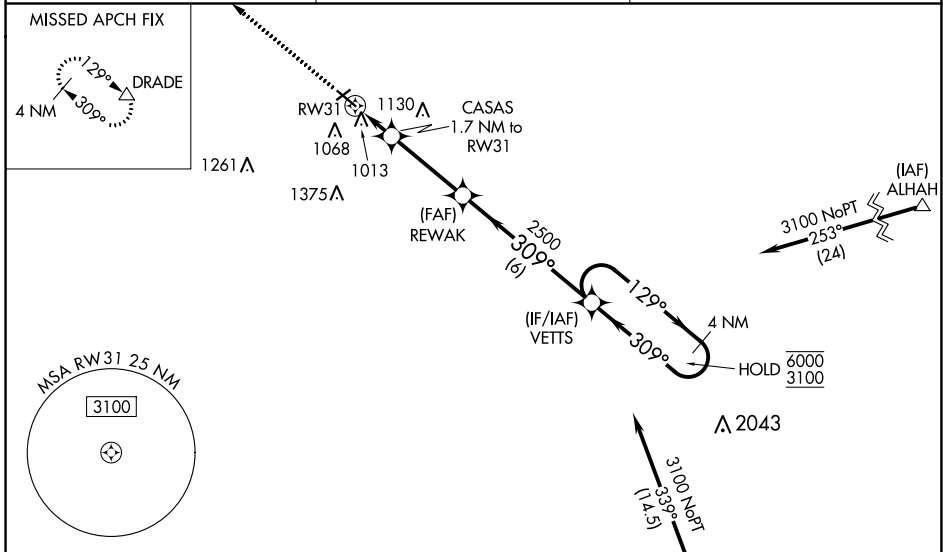 MISSED APCH FIX
129°
DRADE
4 NM
309°
RW31
1130
CASAS
1.7 NM to
RW31
1068
1013
1261
1375
(FAF)
REWAK
(IAF)
ALHAH
3100 NoPT
253°
(24)
2500
309°
(6)
129°
(IF/IAF)
VETTS
4 NM
309°
HOLD
6000
3100
2043
MSA RW31 25 NM
3100
3100 NoPT
339°
(14.5)